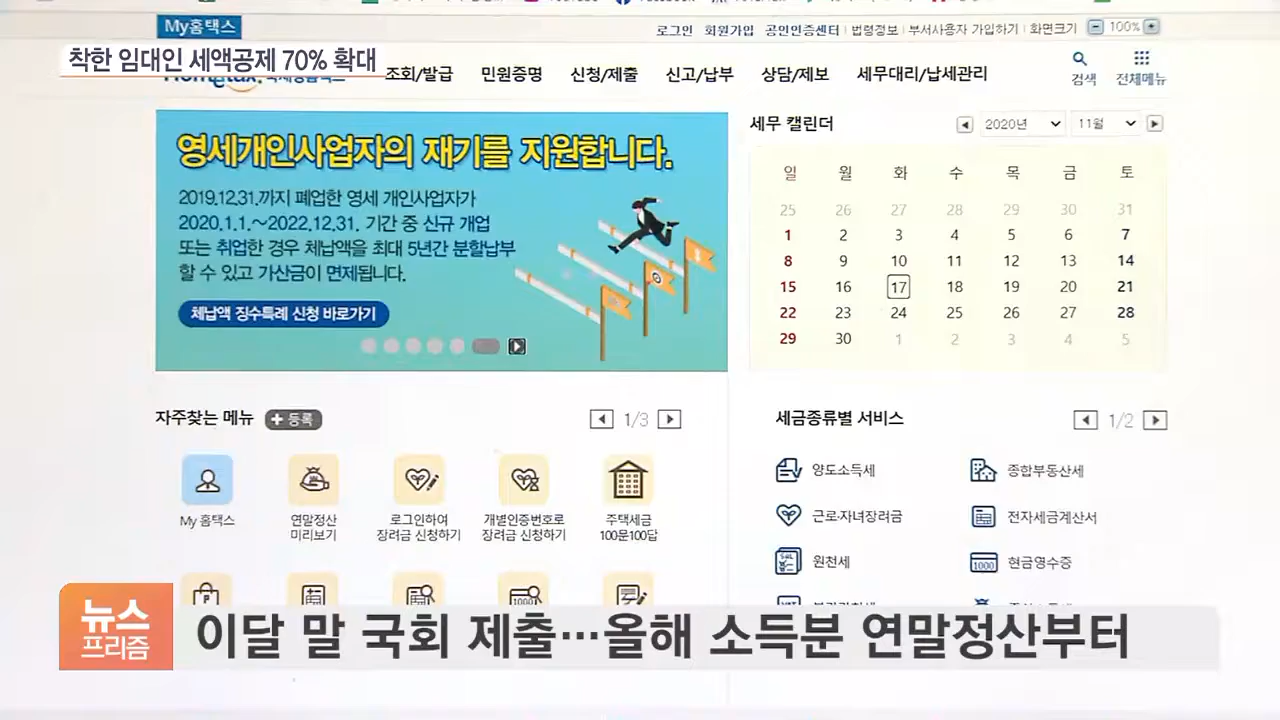 My홈택스
로그인 회원가입 공인인증센터 법령정보 부서사용자 가입하기 화면크기 100%
착한 임대인 세액공제 70% 확대
조회/발급 민원증명 신청/제출 신고/납부 상담/제보 세무대리/납세관리
검색 전체메뉴
영세개인사업자의 재기를 지원합니다.
2019.12.31.까지 폐업한 영세 개인사업자가
2020.1.1.~2022.12.31. 기간 중 신규 개업
또는 취업한 경우 체납액을 최대 5년간 분할납부
할 수 있고 가산금이 면제됩니다.
체납액 징수특례 신청 바로가기
세무 캘린더 2020년 11월
일 월 화 수 목 금 토
25 26 27 28 29 30 31
1 2 3 4 5 6 7
8 9 10 11 12 13 14
15 16 17 18 19 20 21
22 23 24 25 26 27 28
29 30 1 2 3 4 5
자주찾는 메뉴 + 등록 1/3
My 홈택스
연말정산
미리보기
로그인하여
장려금 신청하기
개별인증번호로
장려금 신청하기
주택세금
100문100답
세금종류별 서비스 1/2
양도소득세 종합부동산세
근로·자녀장려금 전자세금계산서
원천세 현금영수증
뉴스
프리즘
이달 말 국회 제출…올해 소득분 연말정산부터